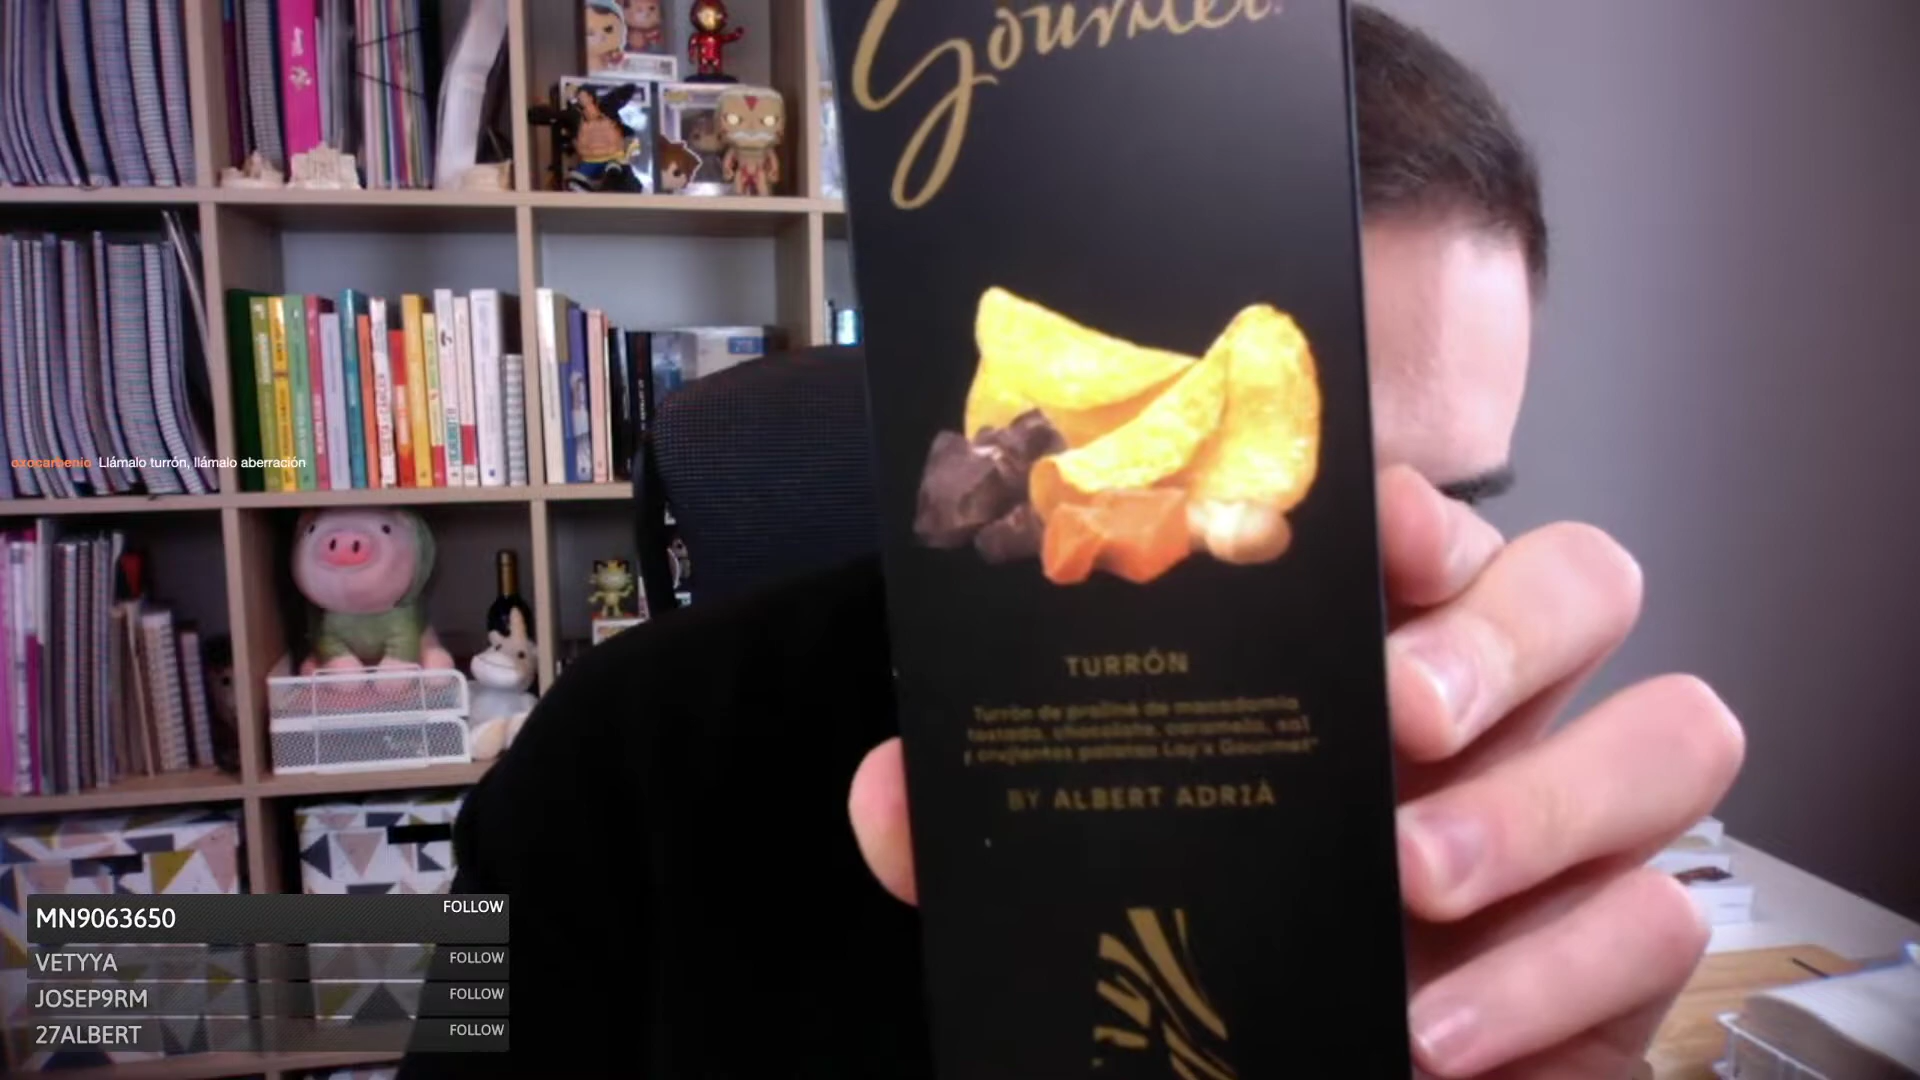 Gourmet
oxocarbenio Llámalo turrón, llámalo aberración
TURRÓN
Turrón de praliné de macadamia
tostada, chocolate, caramelo, sal
y crujientes patatas Lay's Gourmet
BY ALBERT ADRIÀ
MN9063650 FOLLOW
VETYYA FOLLOW
JOSEP9RM FOLLOW
27ALBERT FOLLOW